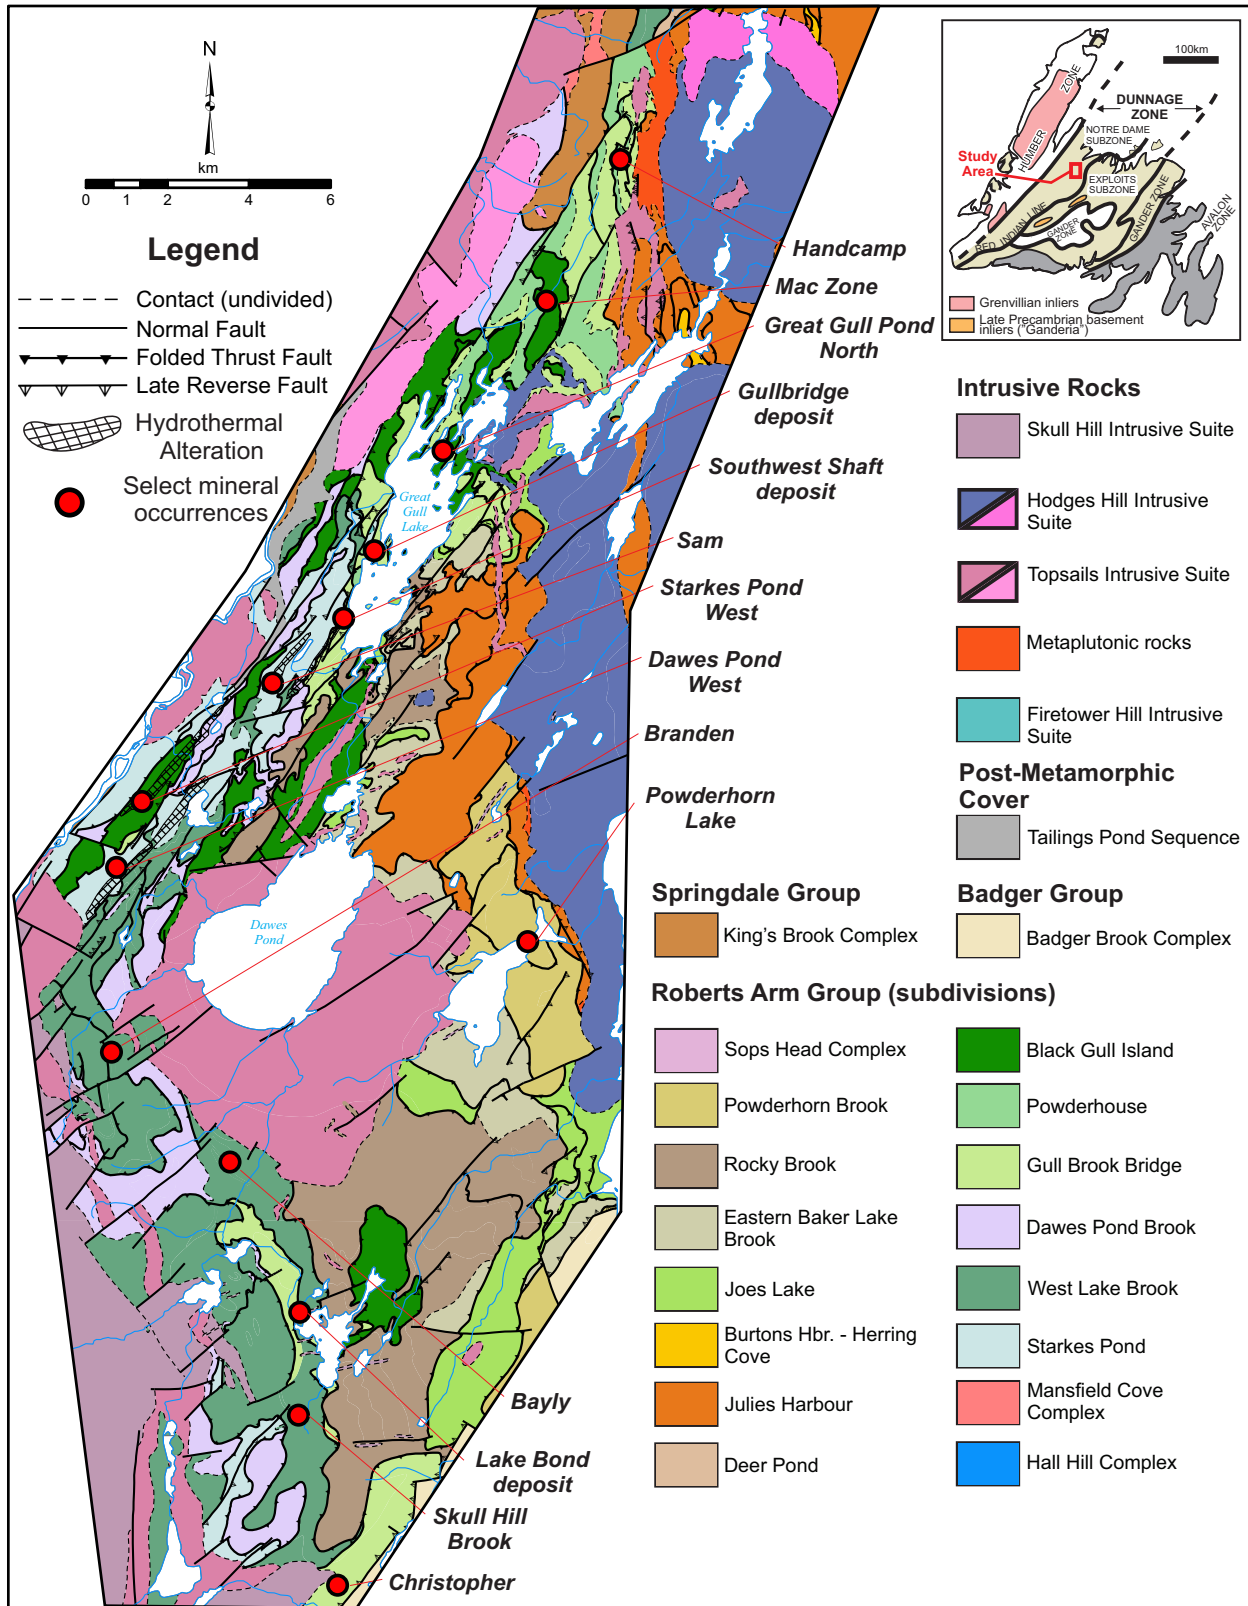 N
km
0 2 4 6
Legend
Contact (undivided)
Normal Fault
Folded Thrust Fault
Late Reverse Fault
Hydrothermal
Alteration
Select mineral
occurrences
100km
ZONE
HUMBER
DUNNAGE
ZONE
NOTRE DAME
SUBZONE
Study
Area
EXPLOITS
SUBZONE
RED INDIAN LINE
GANDER
ZONE
GANDER ZONE
AVALON
ZONE
Grenvillian inliers
Late Precambrian basement
inliers ("Ganderia")
Handcamp
Mac Zone
Great Gull Pond
North
Gullbridge
deposit
Southwest Shaft
deposit
Sam
Starkes Pond
West
Dawes Pond
West
Branden
Powderhorn
Lake
Great
Gull
Lake
Dawes
Pond
Bayly
Lake Bond
deposit
Skull Hill
Brook
Christopher
Intrusive Rocks
Skull Hill Intrusive Suite
Hodges Hill Intrusive
Suite
Topsails Intrusive Suite
Metaplutonic rocks
Firetower Hill Intrusive
Suite
Post-Metamorphic
Cover
Tailings Pond Sequence
Springdale Group
King's Brook Complex
Badger Group
Badger Brook Complex
Roberts Arm Group (subdivisions)
Sops Head Complex
Powderhorn Brook
Rocky Brook
Eastern Baker Lake
Brook
Joes Lake
Burtons Hbr. - Herring
Cove
Julies Harbour
Deer Pond
Black Gull Island
Powderhouse
Gull Brook Bridge
Dawes Pond Brook
West Lake Brook
Starkes Pond
Mansfield Cove
Complex
Hall Hill Complex